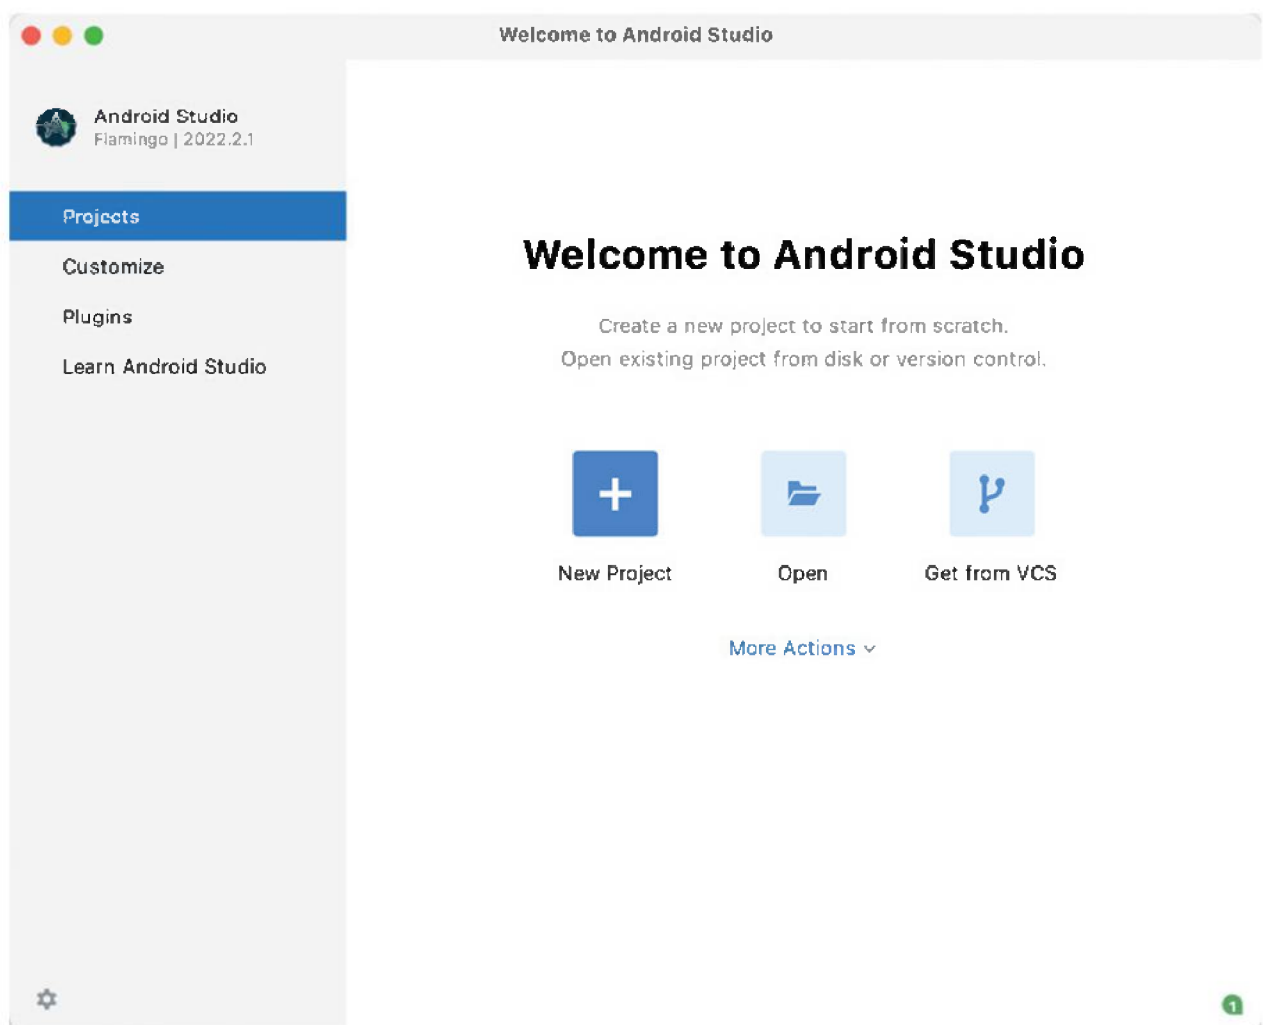 Welcome to Android Studio
Android Studio
Flamingo | 2022.2.1
Projects
Customize
Plugins
Learn Android Studio
Welcome to Android Studio
Create a new project to start from scratch.
Open existing project from disk or version control.
New Project
Open
Get from VCS
More Actions
1